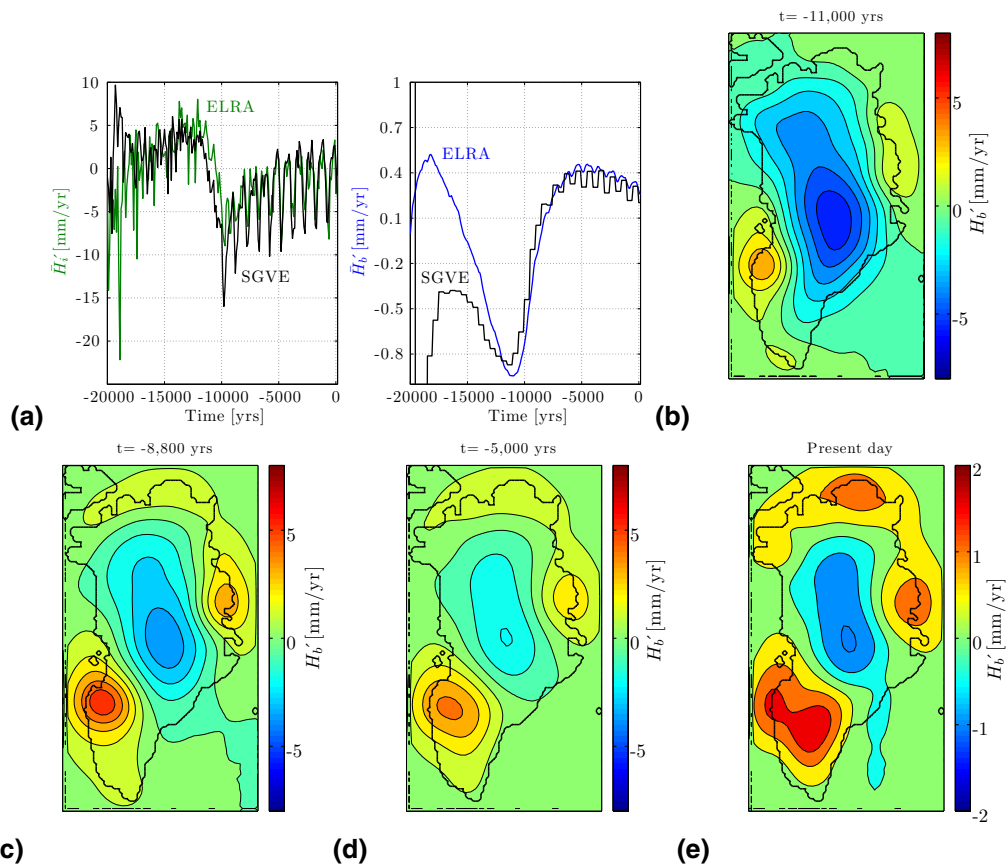 t= -11,000 yrs
10
5
0
-5
-10
-15
-20
H̄i´ [mm/yr]
ELRA
SGVE
-20000
-15000
-10000
-5000
0
Time [yrs]
(a)
1
0.7
0.4
0.1
-0.2
-0.5
-0.8
H̄b´ [mm/yr]
ELRA
SGVE
-20000
-15000
-10000
-5000
0
Time [yrs]
5
0
-5
Hb´ [mm/yr]
(b)
t= -8,800 yrs
5
0
-5
Hb´ [mm/yr]
c)
t= -5,000 yrs
5
0
-5
Hb´ [mm/yr]
(d)
Present day
2
1
0
-1
-2
Hb´ [mm/yr]
(e)